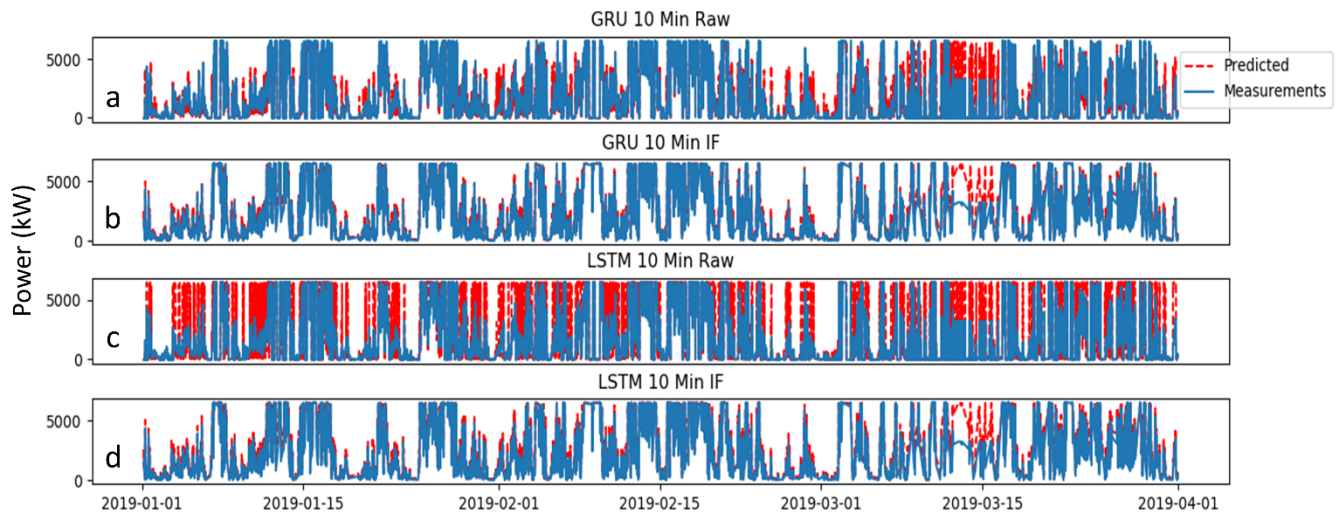 GRU 10 Min Raw
5000
0
a
Predicted
Measurements
GRU 10 Min IF
5000
0
b
Power (kW)
LSTM 10 Min Raw
5000
0
c
LSTM 10 Min IF
5000
0
d
2019-01-01 2019-01-15 2019-02-01 2019-02-15 2019-03-01 2019-03-15 2019-04-01